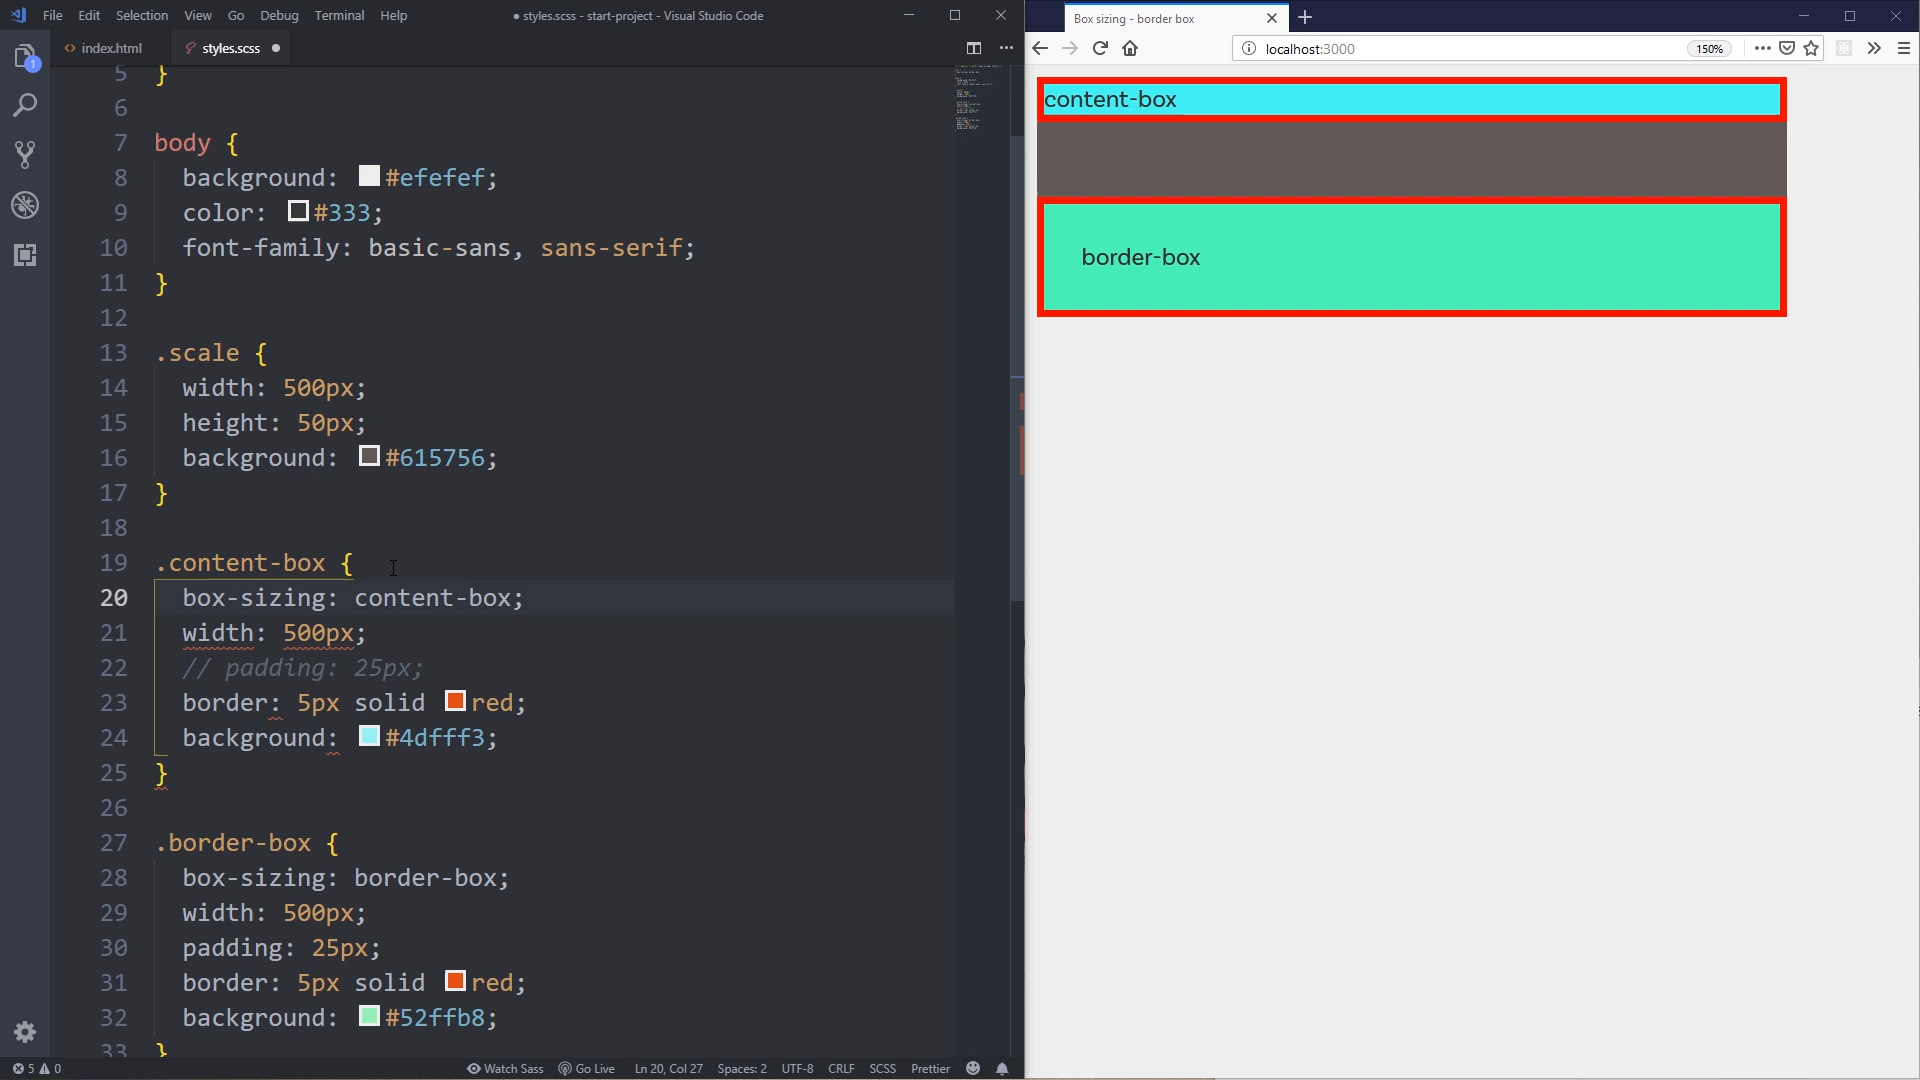 File Edit Selection View Go Debug Terminal Help
● styles.scss - start-project - Visual Studio Code
index.html
styles.scss
5 }
6
7 body {
8 background: #efefef;
9 color: #333;
10 font-family: basic-sans, sans-serif;
11 }
12
13 .scale {
14 width: 500px;
15 height: 50px;
16 background: #615756;
17 }
18
19 .content-box {
20 box-sizing: content-box;
21 width: 500px;
22 // padding: 25px;
23 border: 5px solid red;
24 background: #4dfff3;
25 }
26
27 .border-box {
28 box-sizing: border-box;
29 width: 500px;
30 padding: 25px;
31 border: 5px solid red;
32 background: #52ffb8;
33 }
1
5 0 Watch Sass Go Live Ln 20, Col 27 Spaces: 2 UTF-8 CRLF SCSS Prettier
Box sizing - border box
localhost:3000 150%
content-box
border-box